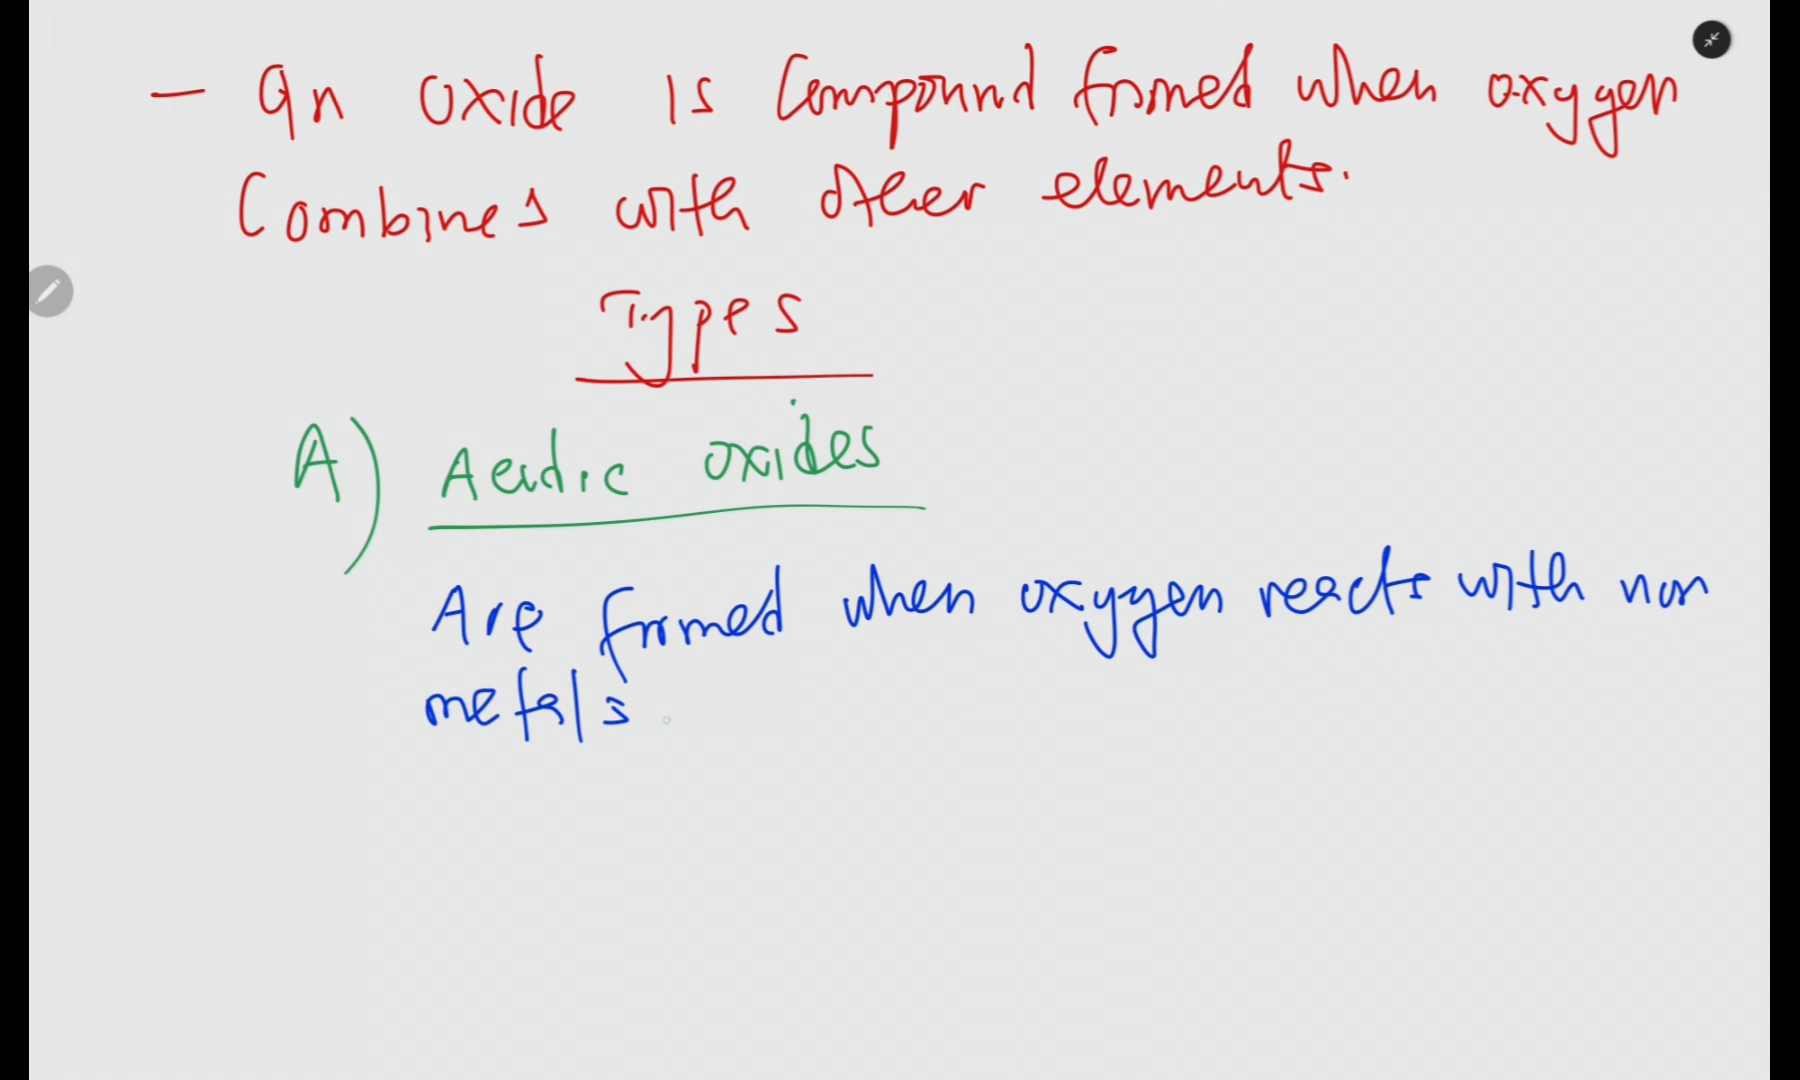 - An oxide is Compound formed when oxygen
Combines with other elements.
Types
A) Acidic oxides
Are formed when oxygen reacts with non
metals